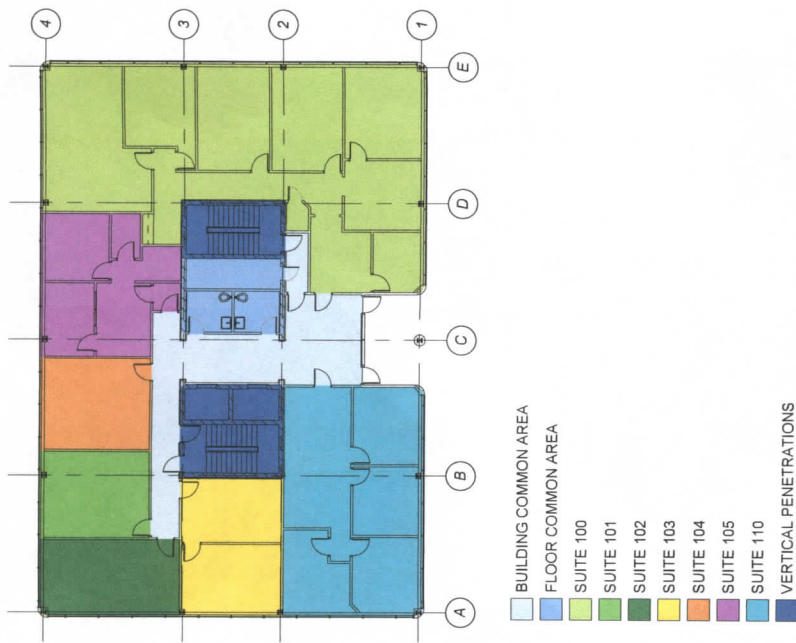 4
3
2
1
E
D
C
B
A
BUILDING COMMON AREA
FLOOR COMMON AREA
SUITE 100
SUITE 101
SUITE 102
SUITE 103
SUITE 104
SUITE 105
SUITE 110
VERTICAL PENETRATIONS